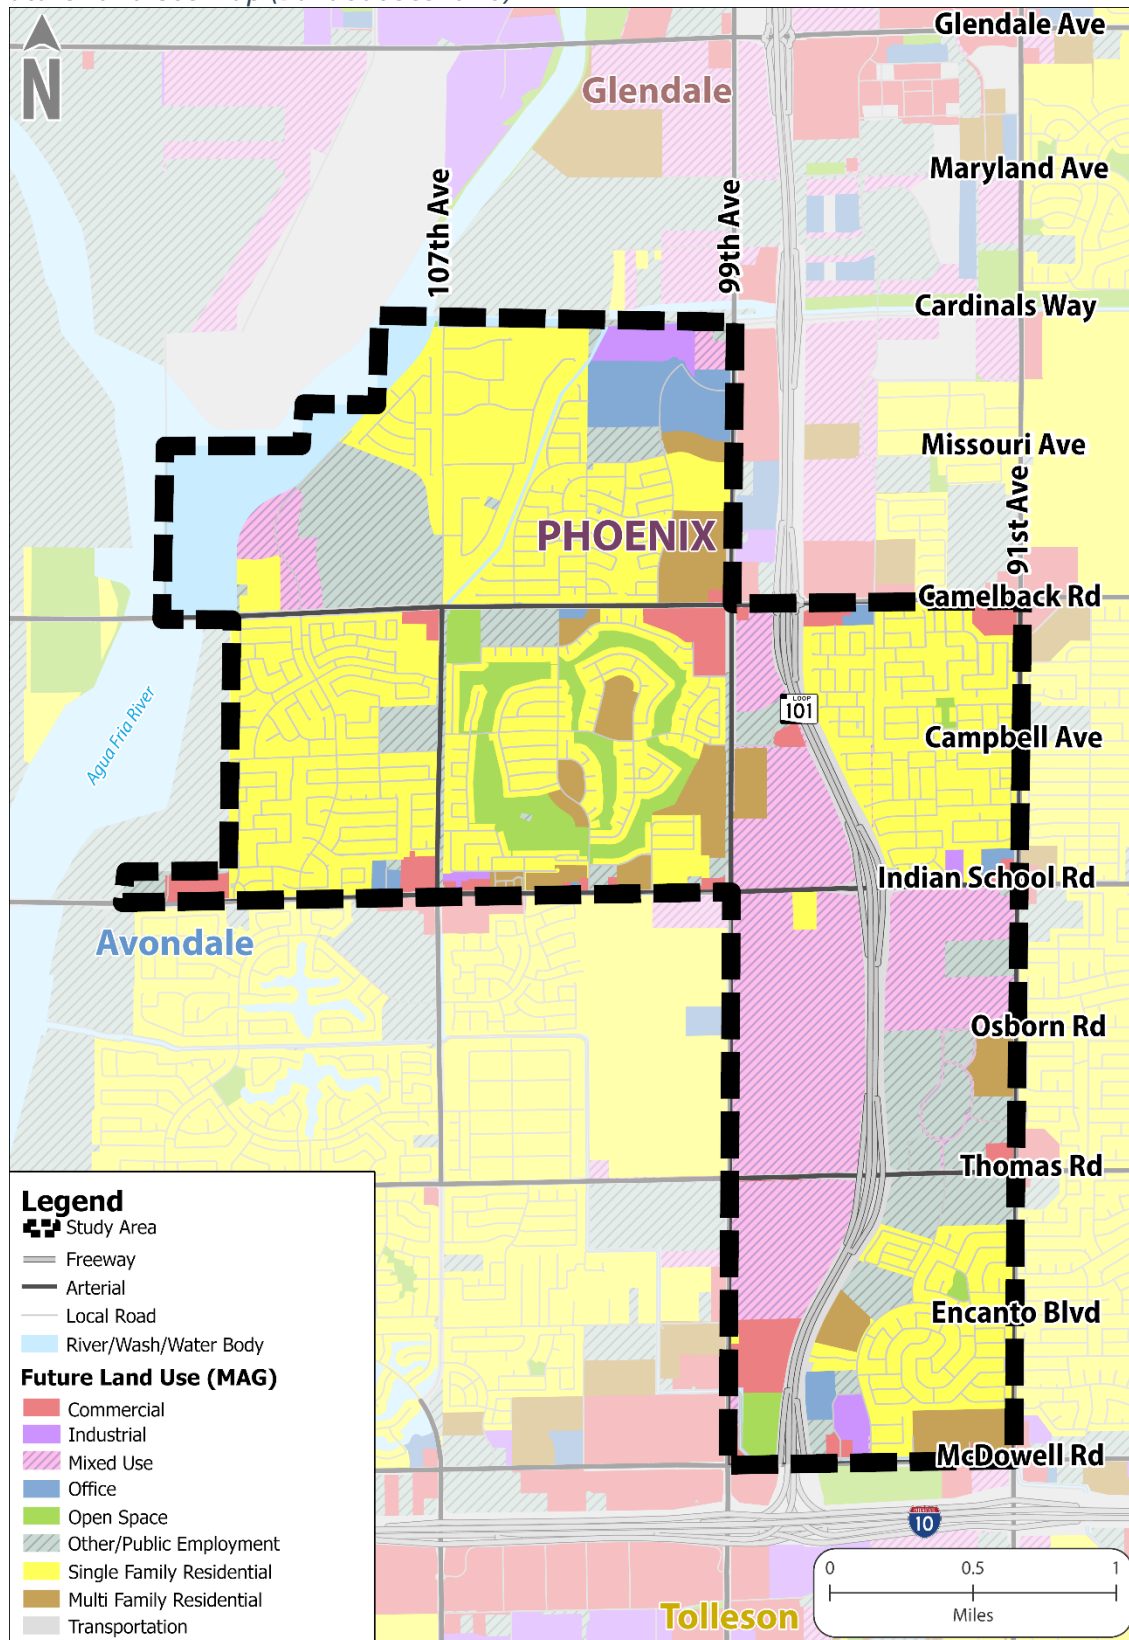 N
Glendale Ave
Glendale
Maryland Ave
107th Ave
99th Ave
Cardinals Way
Missouri Ave
91st Ave
PHOENIX
Camelback Rd
LOOP
101
Agua Fria River
Campbell Ave
Indian School Rd
Avondale
Osborn Rd
Thomas Rd
Encanto Blvd
McDowell Rd
10
Tolleson
Legend
Study Area
Freeway
Arterial
Local Road
River/Wash/Water Body
Future Land Use (MAG)
Commercial
Industrial
Mixed Use
Office
Open Space
Other/Public Employment
Single Family Residential
Multi Family Residential
Transportation
0 0.5 1
Miles